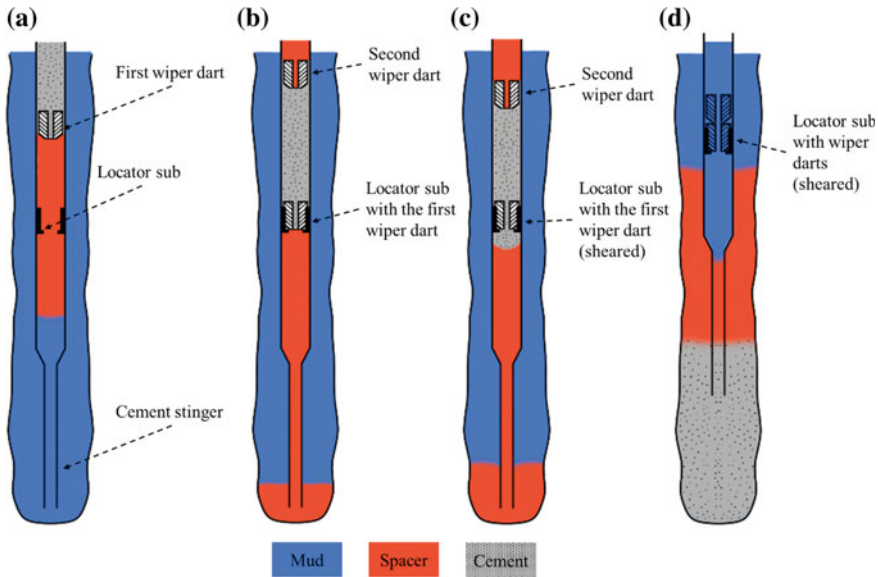 (a)
(b)
(c)
(d)
First wiper dart
Locator sub
Cement stinger
Second
wiper dart
Locator sub
with the first
wiper dart
Second
wiper dart
Locator sub
with the first
wiper dart
(sheared)
Locator sub
with wiper
darts
(sheared)
Mud
Spacer
Cement